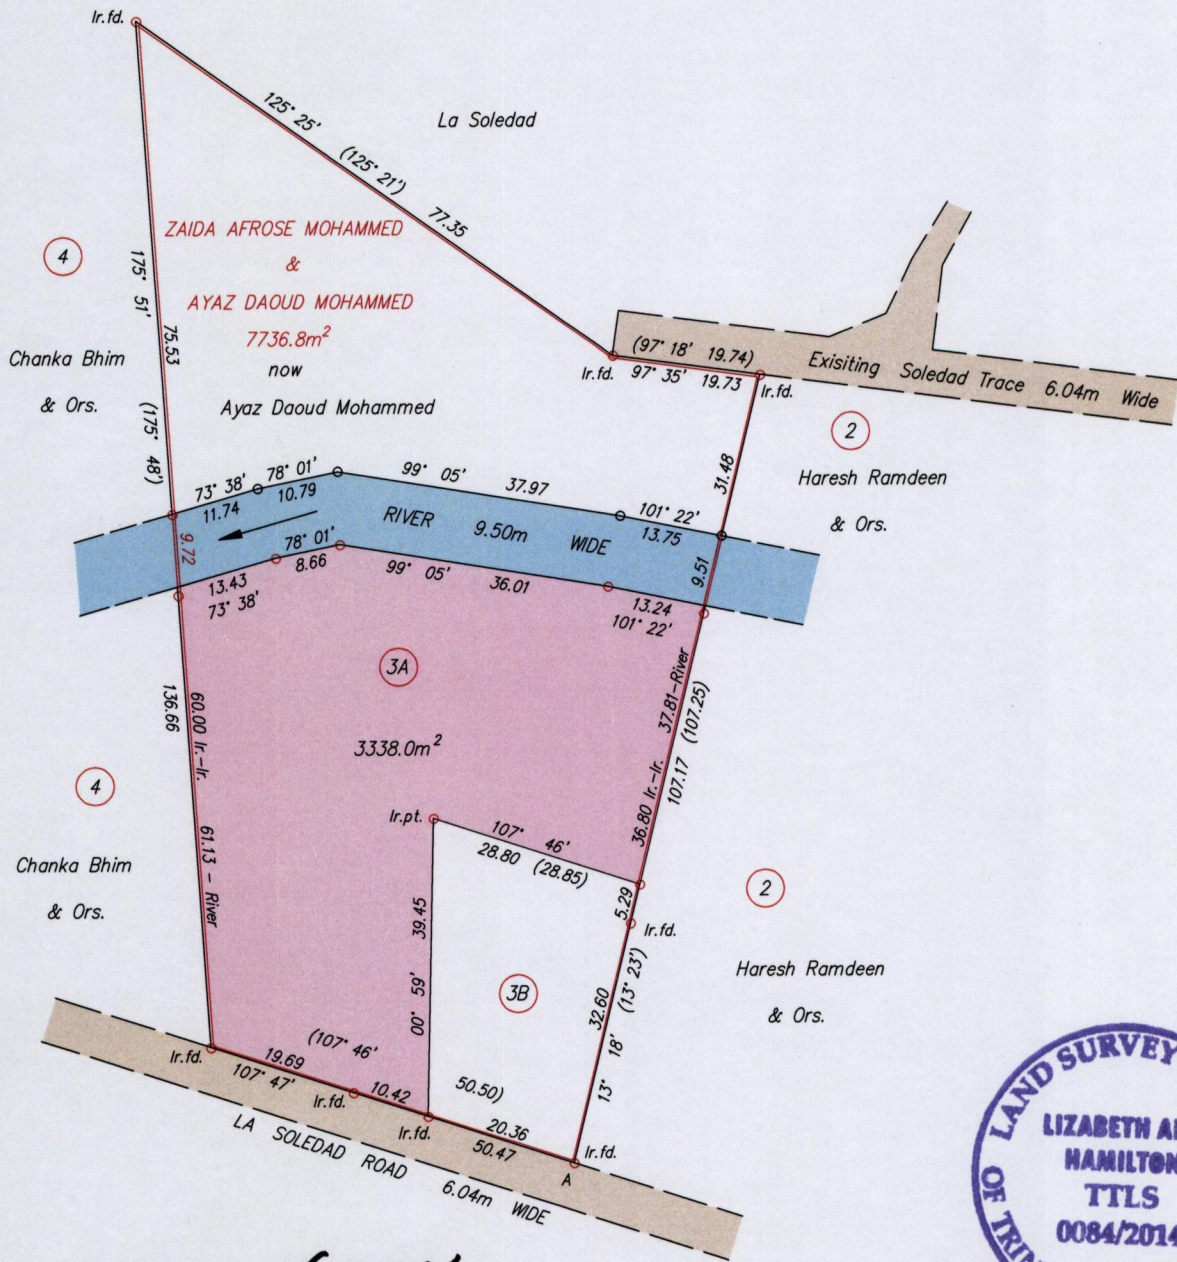 Ir.fd.
125° 25'
(125° 21')
77.35
La Soledad
ZAIDA AFROSE MOHAMMED
&
AYAZ DAOUD MOHAMMED
7736.8m²
now
Ayaz Daoud Mohammed
4
Chanka Bhim
& Ors.
175° 51'
75.53
(175° 48')
(97° 18' 19.74)
97° 35' 19.73
Ir.fd.
Ir.fd.
Exisiting Soledad Trace 6.04m Wide
2
Haresh Ramdeen
& Ors.
31.48
73° 38'
11.74
78° 01'
10.79
99° 05' 37.97
101° 22'
13.75
RIVER 9.50m WIDE
9.72
9.51
13.43
73° 38'
78° 01'
8.66
99° 05' 36.01
13.24
101° 22'
3A
3338.0m²
136.66
60.00 Ir.-Ir.
61.13 - River
37.81-River
36.80 Ir.-Ir.
107.17 (107.25)
4
Chanka Bhim
& Ors.
Ir.pt.
107° 46'
28.80 (28.85)
5.29
Ir.fd.
39.45
00° 59'
3B
32.60
13° 18' (13° 23')
2
Haresh Ramdeen
& Ors.
Ir.fd.
19.69
107° 47'
(107° 46'
Ir.fd.
10.42
Ir.fd.
50.50)
20.36
50.47
Ir.fd.
A
LA SOLEDAD ROAD 6.04m WIDE
LAND SURVEY
OF TRIN
LIZABETH A
HAMILTON
TTLS
0084/2014